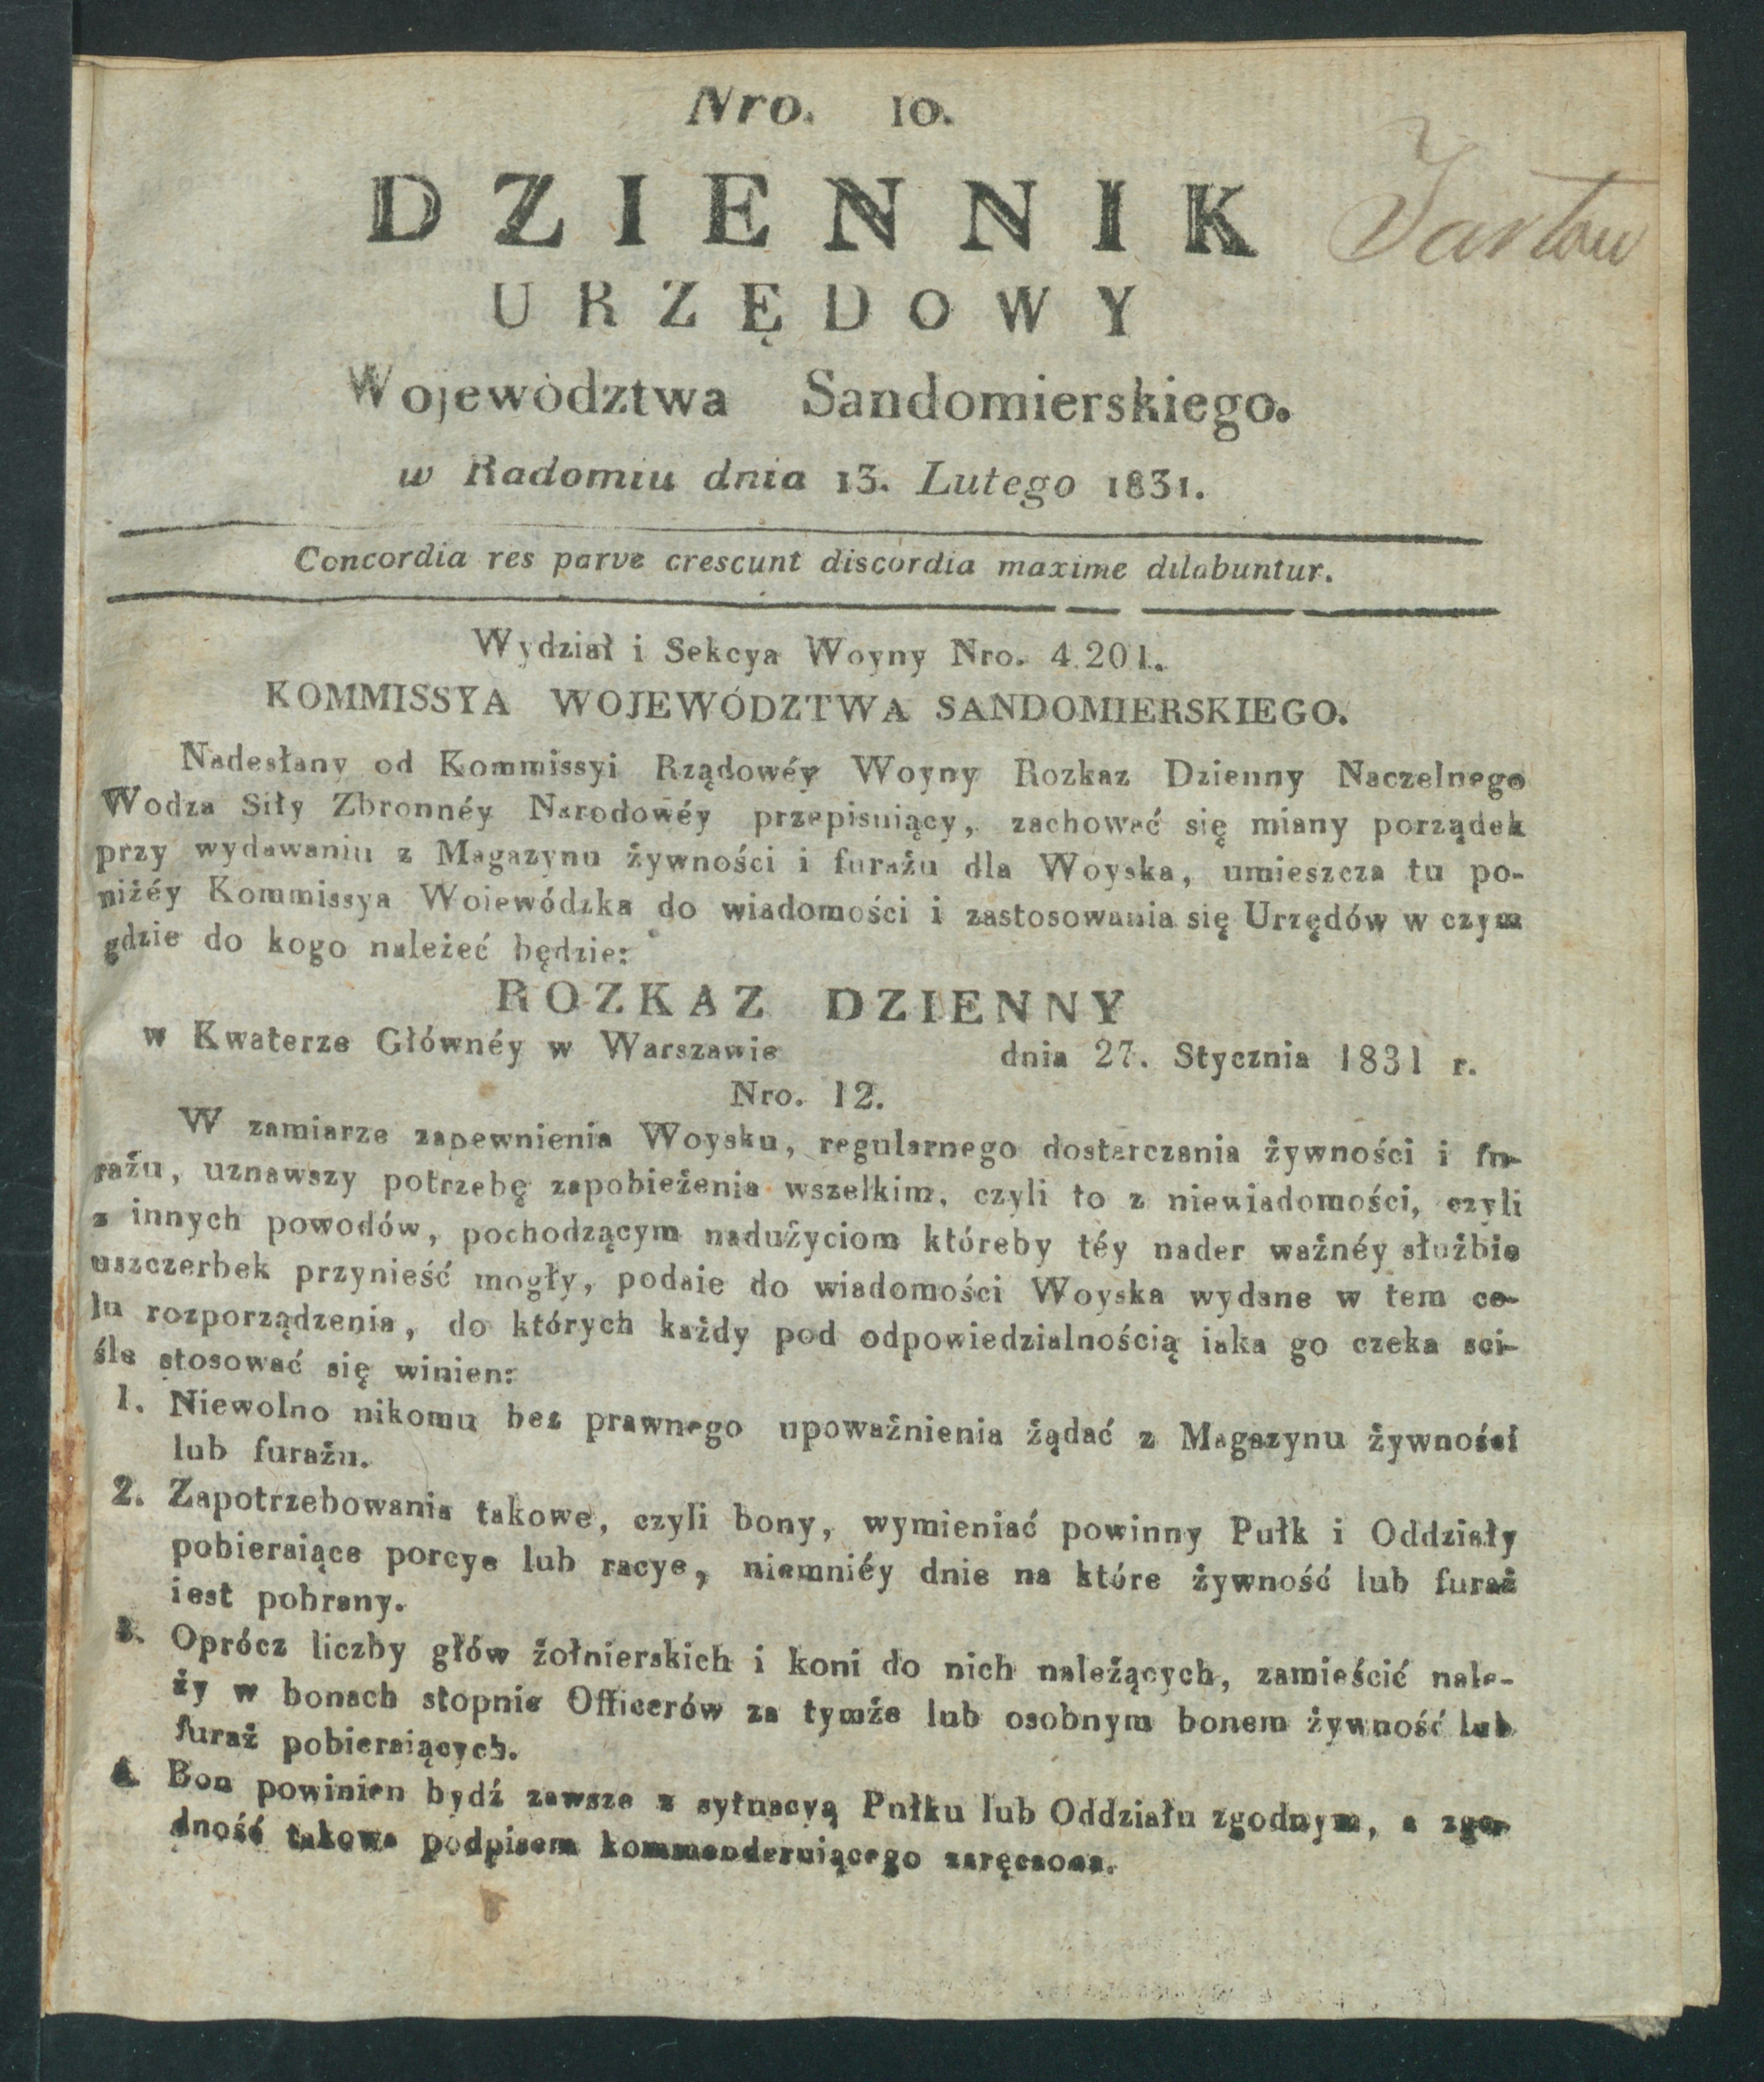 Nro. 10.
DZIENNIK
URZĘDOWY
Województwa Sandomierskiego.
w Radomiu dnia 13. Lutego 1831.
Concordia res parve crescunt discordia maxime dilabuntur.
Wydział i Sekcya Woyny Nro. 4201.
KOMMISSYA WOJEWÓDZTWA SANDOMIERSKIEGO.
Nadesłany od Kommissyi Rządowéy Woyny Rozkaz Dzienny Naczelnego
Wodza Siły Zbronnéy Narodowéy przepisuiący, zachować się miany porządek
przy wydawaniu z Magazynu żywności i furażu dla Woyska, umieszcza tu po-
niżéy Kommissya Woiewódzka do wiadomości i zastosowania się Urzędów w czym
gdzie do kogo należeć będzie:
ROZKAZ DZIENNY
w Kwaterze Głównéy w Warszawie dnia 27. Stycznia 1831 r.
Nro. 12.
W zamiarze zapewnienia Woysku, regularnego dostarczania żywności i fu-
rażu, uznawszy potrzebę zapobieżenia wszelkim, czyli to z niewiadomości, czyli
z innych powodów, pochodzącym nadużyciom któreby téy nader ważnéy służbie
uszczerbek przynieść mogły, podaie do wiadomości Woyska wydane w tem ce-
lu rozporządzenia, do których każdy pod odpowiedzialnością iaka go czeka sci-
śle stosować się winien:
1. Niewolno nikomu bez prawnego upoważnienia żądać z Magazynu żywności
lub furażu.
2. Zapotrzebowania takowe, czyli bony, wymieniać powinny Pułk i Oddziały
pobieraiące porcye lub racye, niemniéy dnie na które żywność lub furaż
iest pobrany.
3. Oprócz liczby głów żołnierskich i koni do nich należących, zamieścić nale-
ży w bonach stopnie Officerów za tymże lub osobnym bonem żywność lub
furaż pobieraiących.
4. Bon powinien bydź zawsze z sytuacyą Pułku lub Oddziału zgodnym, a zgo-
dność takowa podpisem kommenderuiącego zaręczona.